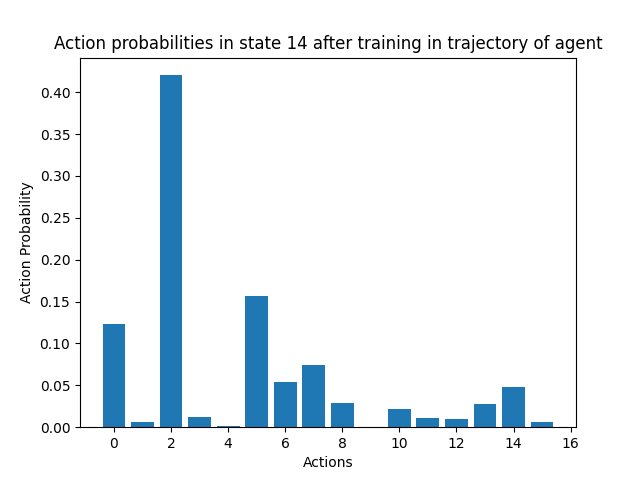 Action probabilities in state 14 after training in trajectory of agent
0.40
0.35
0.30
0.25
0.20
0.15
0.10
0.05
0.00
Action Probability
0 2 4 6 8 10 12 14 16
Actions